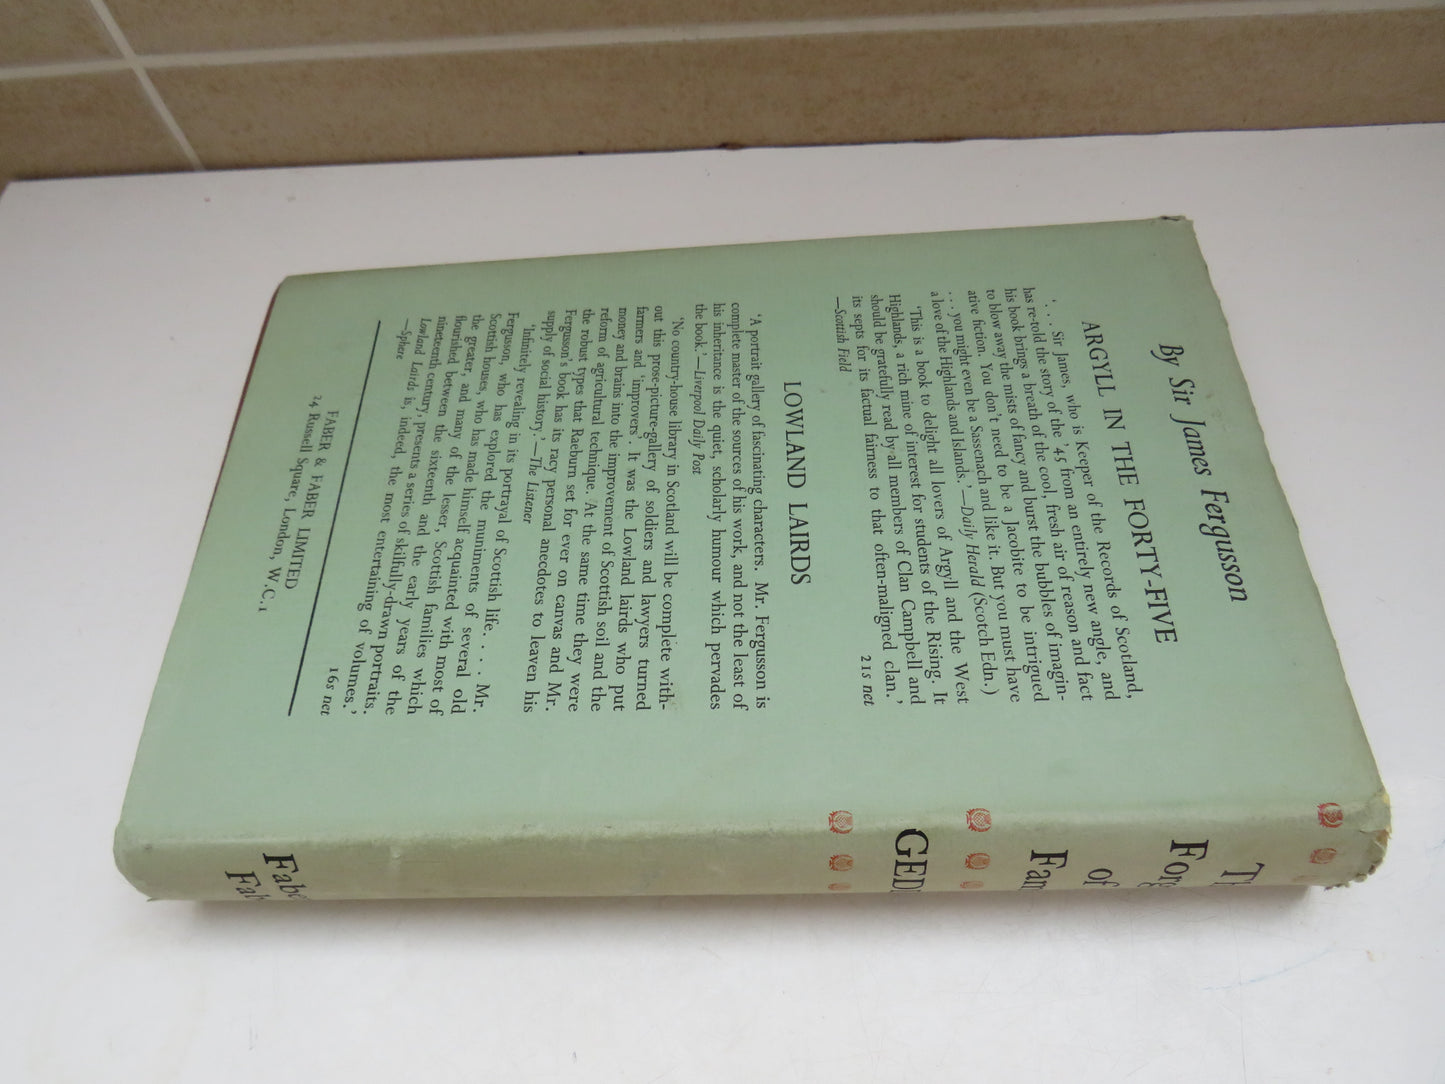 By Sir James Fergusson
ARGYLL IN THE FORTY-FIVE
'. . . Sir James, who is Keeper of the Records of Scotland,
has re-told the story of the '45 from an entirely new angle, and
his book brings a breath of the cool, fresh air of reason and fact
to blow away the mists of fancy and burst the bubbles of imagin-
ative fiction. You don't need to be a Jacobite to be intrigued
. . . you might even be a Sassenach and like it. But you must have
a love of the Highlands and Islands.'—Daily Herald (Scotch Edn.)
'This is a book to delight all lovers of Argyll and the West
Highlands, a rich mine of interest for students of the Rising. It
should be gratefully read by all members of Clan Campbell and
its septs for its factual fairness to that often-maligned clan.'
—Scottish Field
21s net
LOWLAND LAIRDS
'A portrait gallery of fascinating characters. Mr. Fergusson is
complete master of the sources of his work, and not the least of
his inheritance is the quiet, scholarly humour which pervades
the book.'—Liverpool Daily Post
'No country-house library in Scotland will be complete with-
out this prose-picture-gallery of soldiers and lawyers turned
farmers and 'improvers'. It was the Lowland lairds who put
money and brains into the improvement of Scottish soil and the
reform of agricultural technique. At the same time they were
the robust types that Raeburn set for ever on canvas and Mr.
Fergusson's book has its racy personal anecdotes to leaven his
supply of social history.'—The Listener
'Infinitely revealing in its portrayal of Scottish life. . . . Mr.
Fergusson, who has explored the muniments of several old
Scottish houses, who has made himself acquainted with most of
the greater, and many of the lesser, Scottish families which
flourished between the sixteenth and the early years of the
nineteenth century, presents a series of skilfully-drawn portraits.
Lowland Lairds is, indeed, the most entertaining of volumes.'
—Sphere
16s net
FABER & FABER LIMITED
24 Russell Square, London, W.C.1